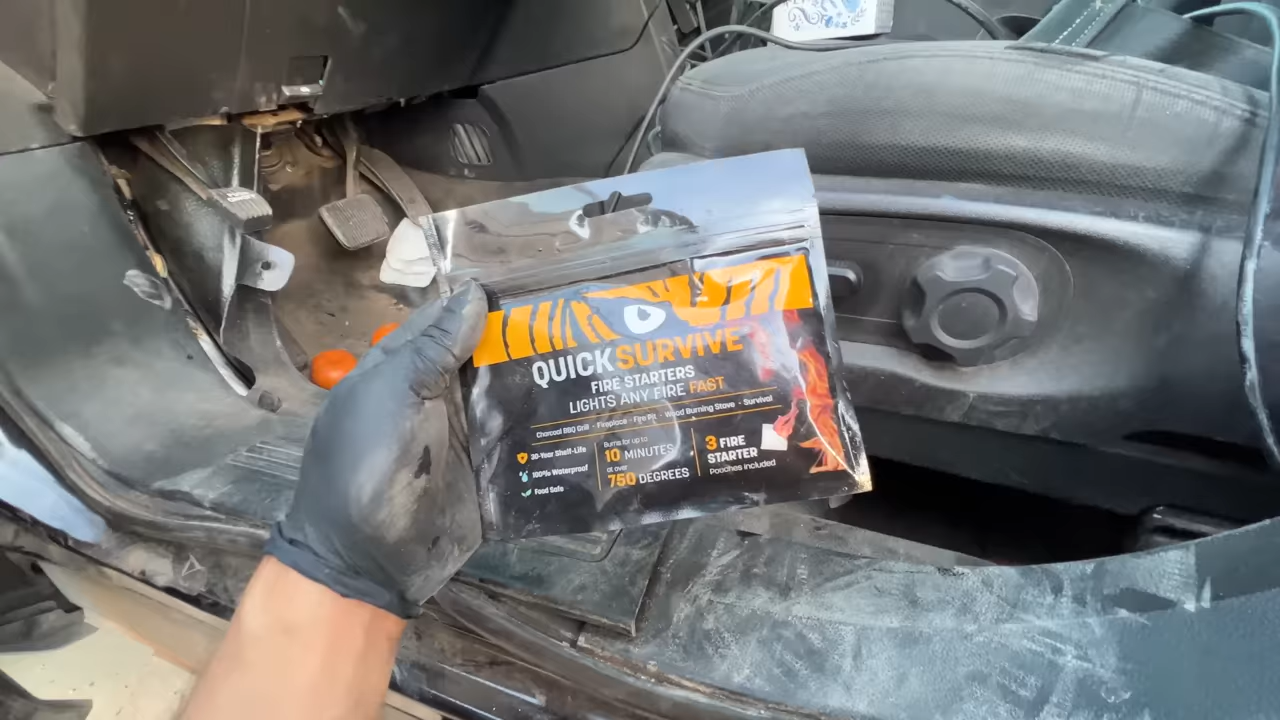 QUICKSURVIVE
FIRE STARTERS
LIGHTS ANY FIRE FAST
Charcoal BBQ Grill - Fireplace - Fire Pit - Wood Burning Stove - Survival
30-Year Shelf-Life
100% Waterproof
Food Safe
Burns for up to
10 MINUTES
at over
750 DEGREES
3 FIRE
STARTER
Pouches included